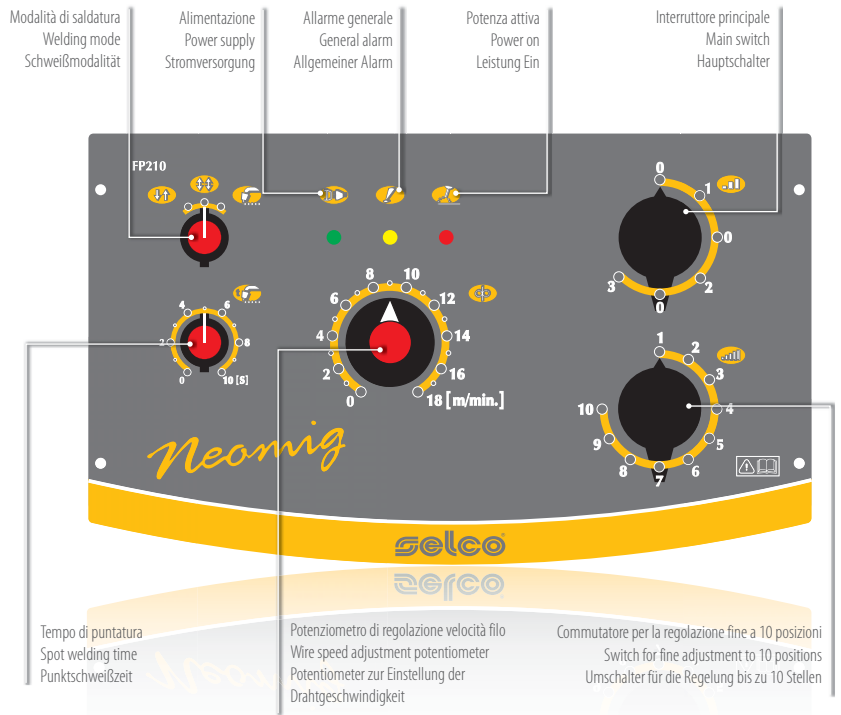 Modalità di saldatura
Welding mode
Schweißmodalität
Alimentazione
Power supply
Stromversorgung
Allarme generale
General alarm
Allgemeiner Alarm
Potenza attiva
Power on
Leistung Ein
Interruttore principale
Main switch
Hauptschalter
FP210
0
1
0
2
0
3
4
6
2
8
0
10 [S]
8
10
6
12
4
14
2
16
0
18 [m/min.]
1
2
3
4
5
6
7
8
9
10
Neomig
selco
Tempo di puntatura
Spot welding time
Punktschweißzeit
Potenziometro di regolazione velocità filo
Wire speed adjustment potentiometer
Potentiometer zur Einstellung der
Drahtgeschwindigkeit
Commutatore per la regolazione fine a 10 posizioni
Switch for fine adjustment to 10 positions
Umschalter für die Regelung bis zu 10 Stellen